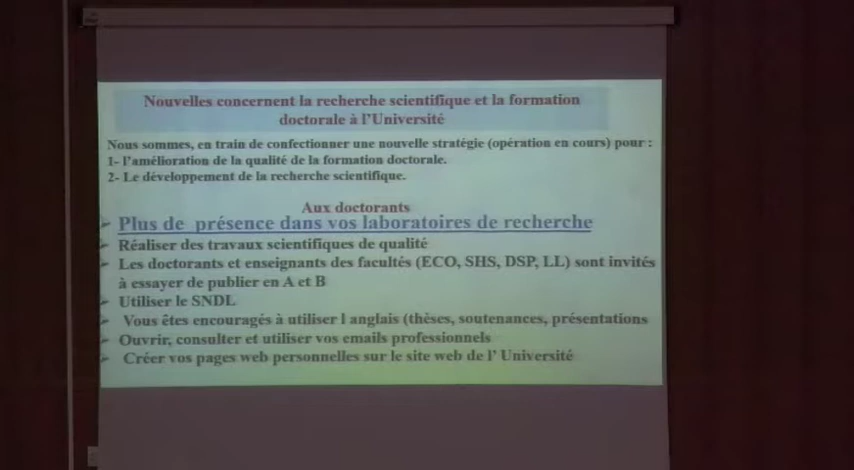 Nouvelles concernent la recherche scientifique et la formation
doctorale à l'Université
Nous sommes, en train de confectionner une nouvelle stratégie (opération en cours) pour :
1- l'amélioration de la qualité de la formation doctorale.
2- Le développement de la recherche scientifique.
Aux doctorants
➢ Plus de présence dans vos laboratoires de recherche
➢ Réaliser des travaux scientifiques de qualité
➢ Les doctorants et enseignants des facultés (ECO, SHS, DSP, LL) sont invités
à essayer de publier en A et B
➢ Utiliser le SNDL
➢ Vous êtes encouragés à utiliser l anglais (thèses, soutenances, présentations
➢ Ouvrir, consulter et utiliser vos emails professionnels
➢ Créer vos pages web personnelles sur le site web de l' Université